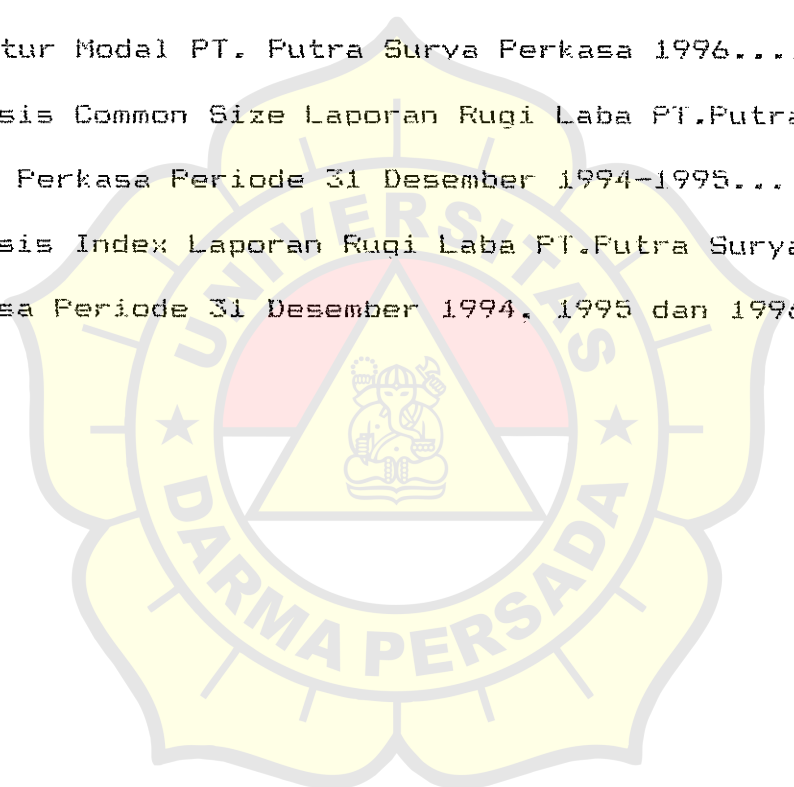 tur Modal PT. Putra Surya Perkasa 1996....
sis Common Size Laporan Rugi Laba PT.Putra
Perkasa Periode 31 Desember 1994-1995...
sis Index Laporan Rugi Laba PT.Putra Surya
sa Periode 31 Desember 1994, 1995 dan 1996
UNIVERSITAS
DARMA PERSADA